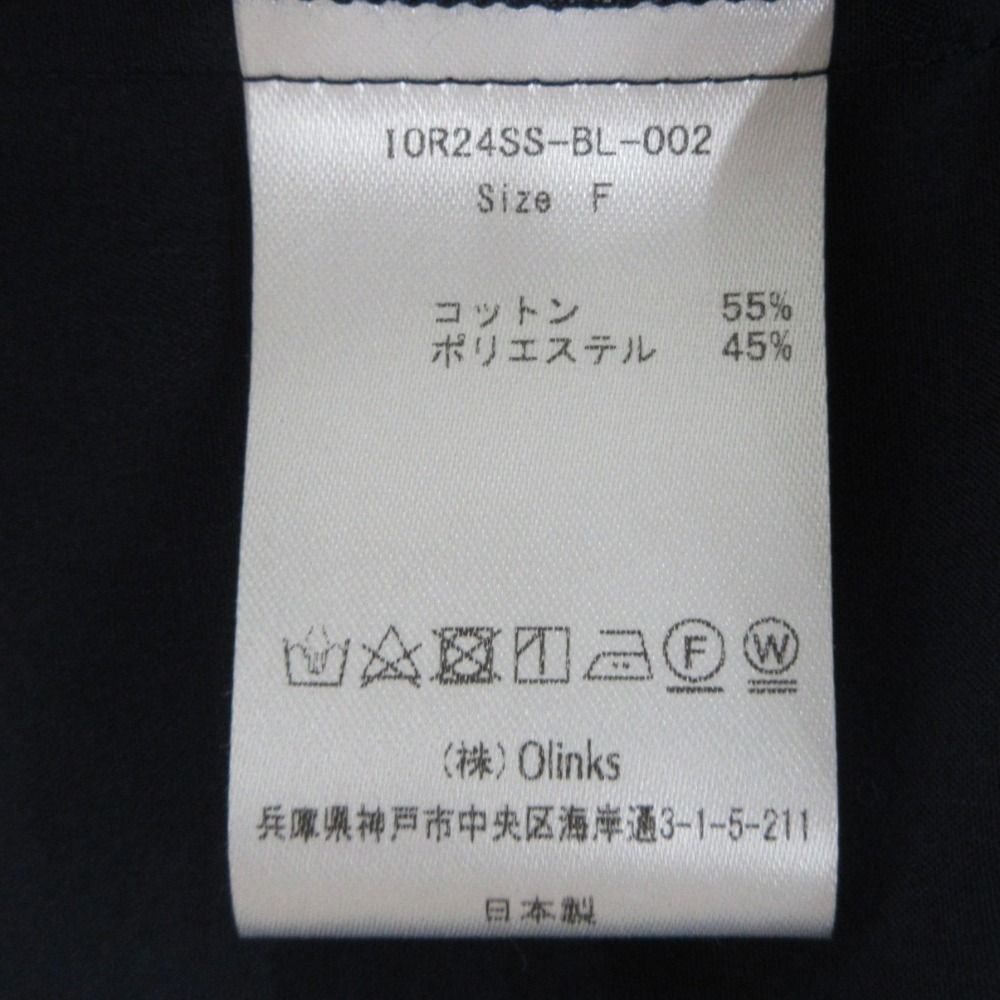 IOR24SS-BL-002
Size F
コットン 55%
ポリエステル 45%
F W
(株)Olinks
兵庫県神戸市中央区海岸通3-1-5-211
日本製